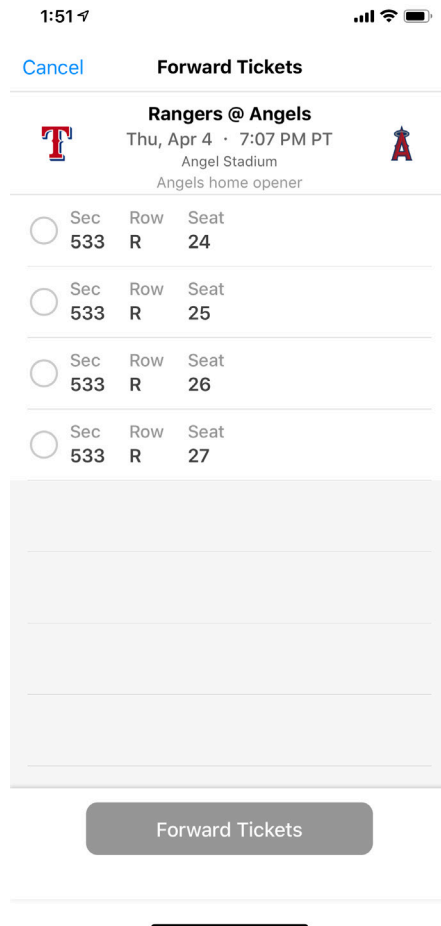 1:51
Cancel Forward Tickets
Rangers @ Angels
Thu, Apr 4 · 7:07 PM PT
Angel Stadium
Angels home opener
T
A
Sec Row Seat
533 R 24
Sec Row Seat
533 R 25
Sec Row Seat
533 R 26
Sec Row Seat
533 R 27
Forward Tickets